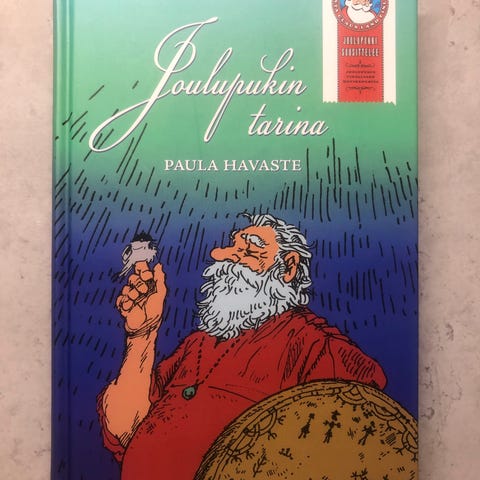 Joulupukin
tarina
PAULA HAVASTE
JOULUPUKKI
SUOSITTELEE